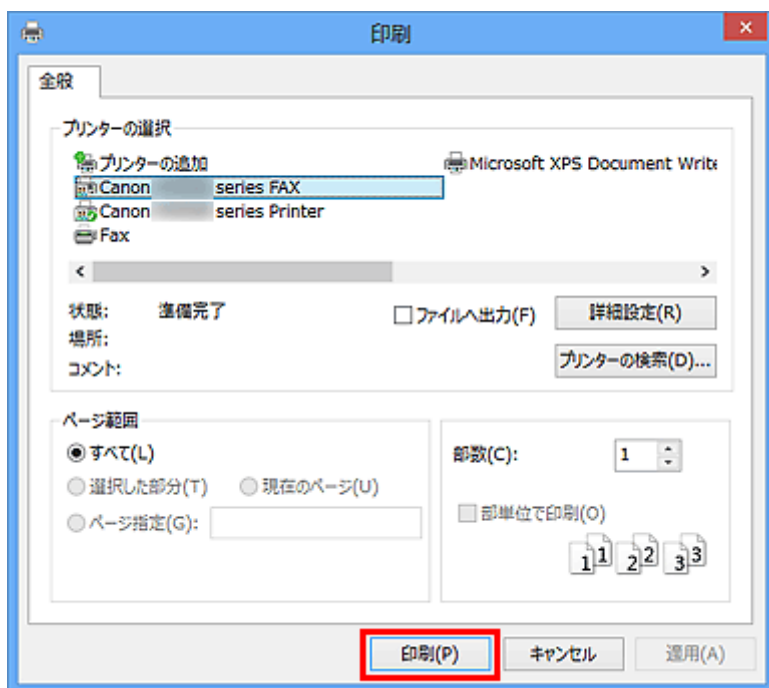 印刷
全般
プリンターの選択
プリンターの追加
Microsoft XPS Document Write
Canon series FAX
Canon series Printer
Fax
状態: 準備完了
ファイルへ出力(F)
詳細設定(R)
場所:
プリンターの検索(D)...
コメント:
ページ範囲
すべて(L)
選択した部分(T)
現在のページ(U)
ページ指定(G):
部数(C): 1
部単位で印刷(O)
1 1 2 2 3 3
印刷(P)
キャンセル
適用(A)